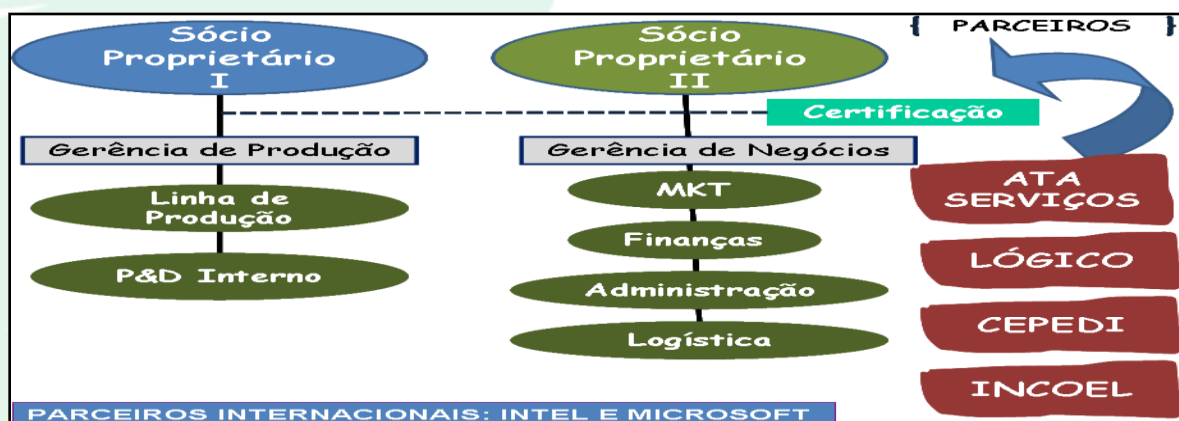 Sócio
Proprietário
I
Sócio
Proprietário
II
{ PARCEIROS }
Certificação
Gerência de Produção
Gerência de Negócios
Linha de
Produção
P&D Interno
MKT
Finanças
Administração
Logística
ATA
SERVIÇOS
LÓGICO
CEPEDI
INCOEL
PARCEIROS INTERNACIONAIS: INTEL E MICROSOFT